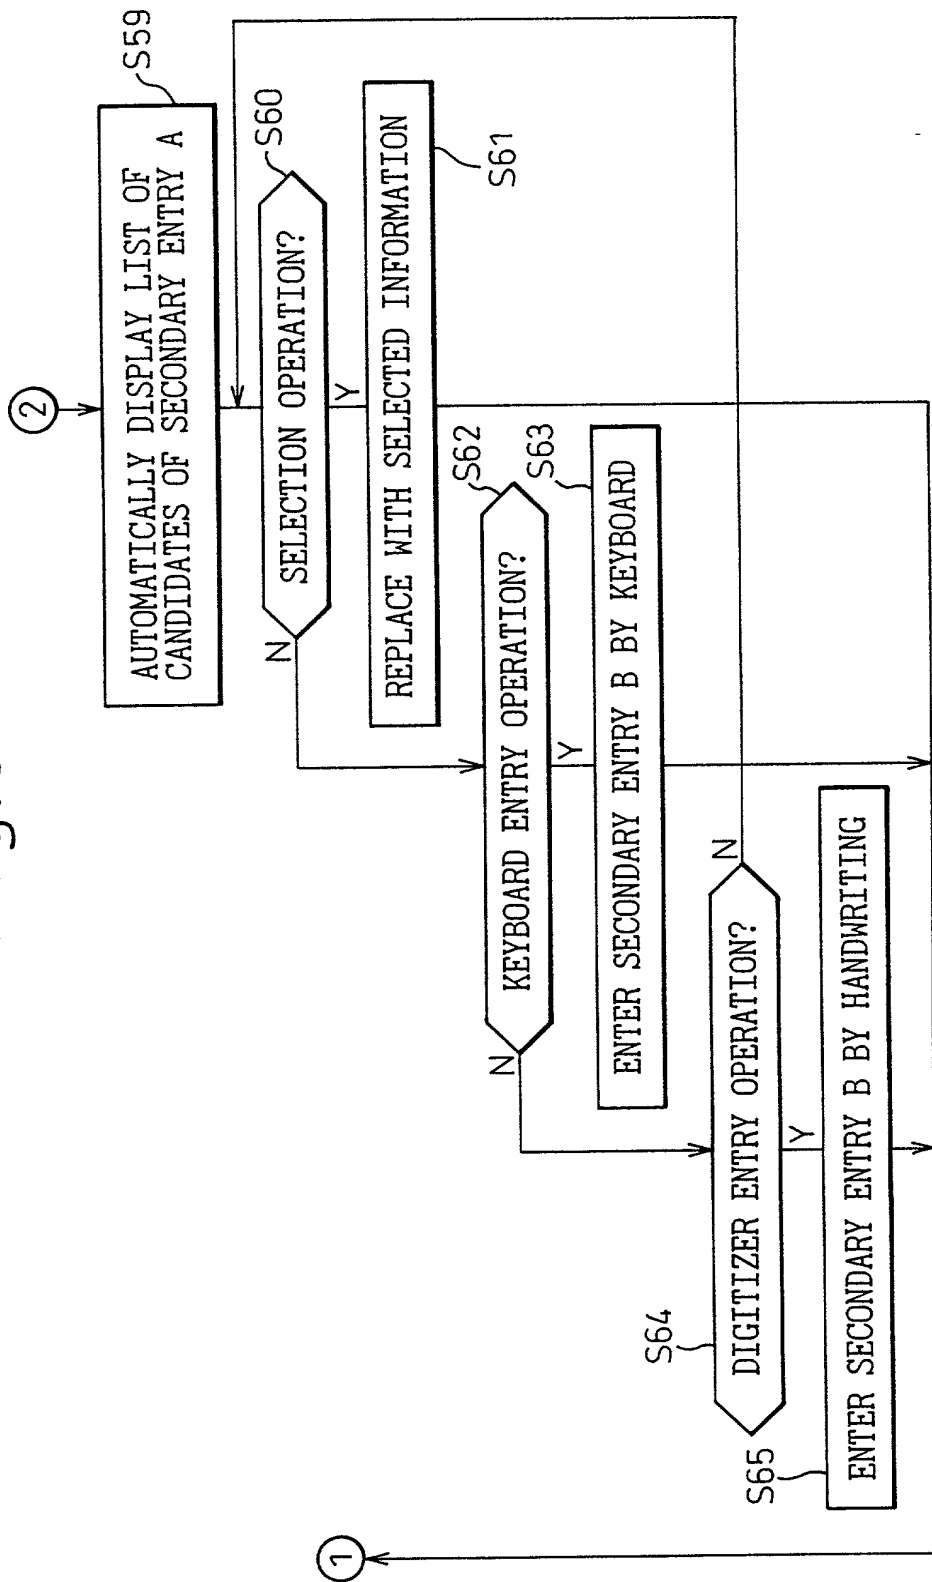 2
AUTOMATICALLY DISPLAY LIST OF
CANDIDATES OF SECONDARY ENTRY A
S59
SELECTION OPERATION?
S60
N
Y
REPLACE WITH SELECTED INFORMATION
S61
KEYBOARD ENTRY OPERATION?
S62
N
Y
ENTER SECONDARY ENTRY B BY KEYBOARD
S63
DIGITIZER ENTRY OPERATION?
S64
N
Y
ENTER SECONDARY ENTRY B BY HANDWRITING
S65
1